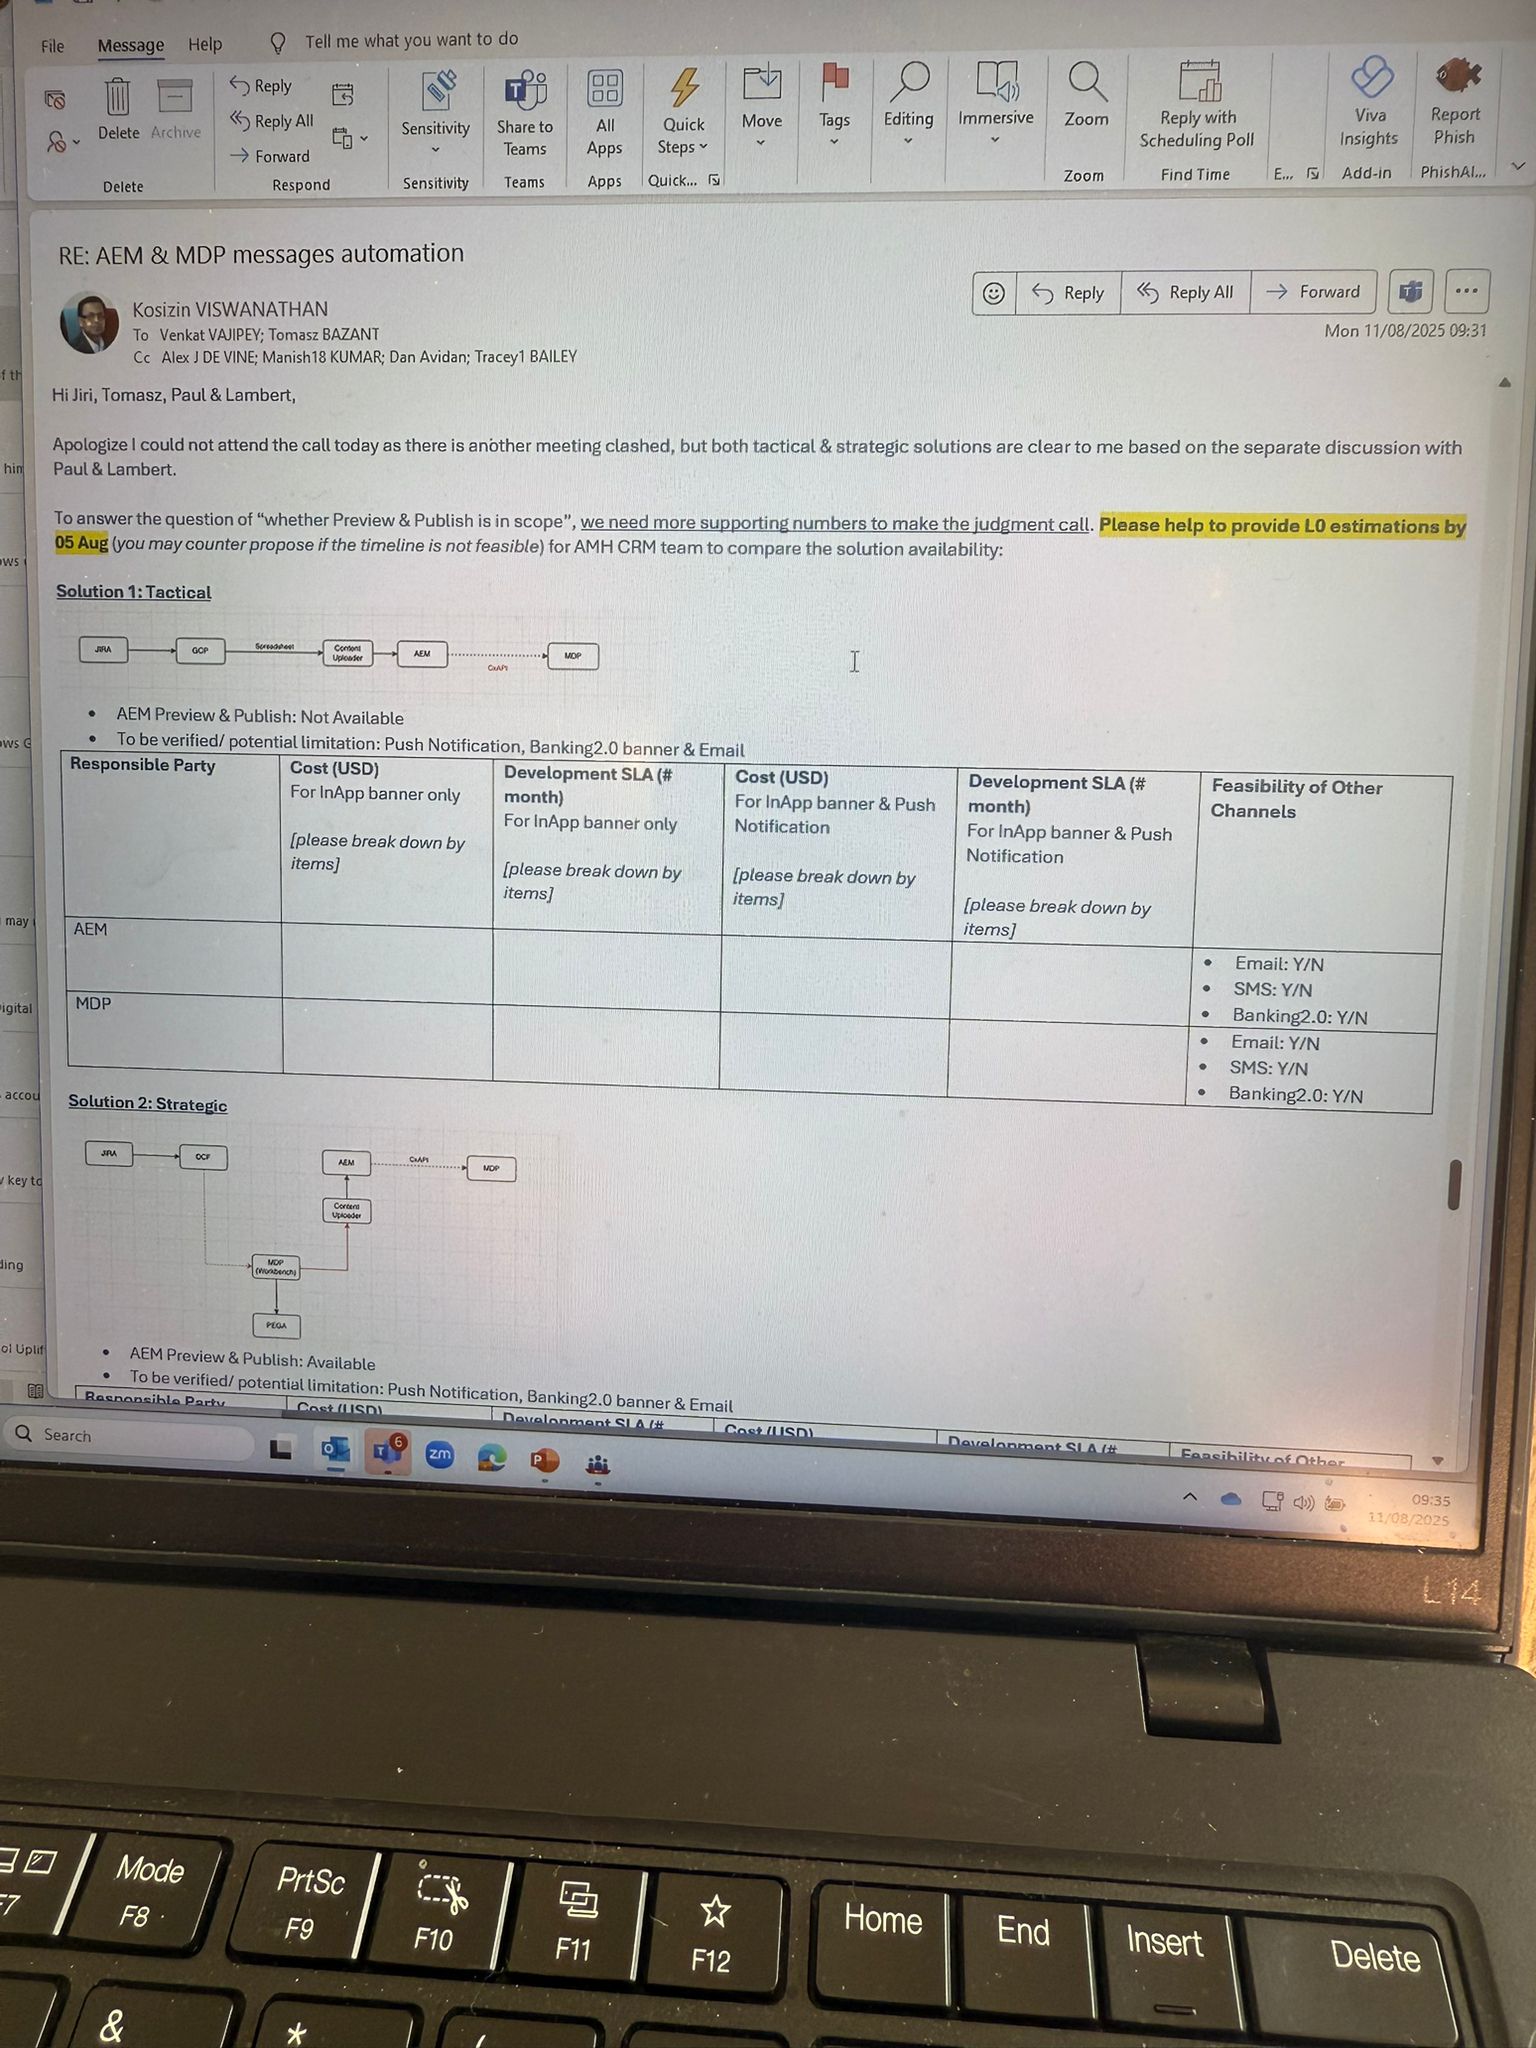 File
Message
Help
Tell me what you want to do
Delete
Archive
Delete
Reply
Reply All
Forward
Respond
Sensitivity
Sensitivity
Share to
Teams
Teams
All
Apps
Apps
Quick
Steps
Quick...
Move
Tags
Editing
Immersive
Zoom
Zoom
Reply with
Scheduling Poll
Find Time
E...
Viva
Insights
Add-in
Report
Phish
PhishAl...
RE: AEM & MDP messages automation
Kosizin VISWANATHAN
To Venkat VAJIPEY; Tomasz BAZANT
Cc Alex J DE VINE; Manish18 KUMAR; Dan Avidan; Tracey1 BAILEY
Reply
Reply All
Forward
Mon 11/08/2025 09:31
Hi Jiri, Tomasz, Paul & Lambert,
Apologize I could not attend the call today as there is another meeting clashed, but both tactical & strategic solutions are clear to me based on the separate discussion with
Paul & Lambert.
To answer the question of “whether Preview & Publish is in scope”, we need more supporting numbers to make the judgment call. Please help to provide L0 estimations by
05 Aug (you may counter propose if the timeline is not feasible) for AMH CRM team to compare the solution availability:
Solution 1: Tactical
JIRA
GCP
Spreadsheet
Content
Uploader
AEM
CxAPI
MDP
• AEM Preview & Publish: Not Available
• To be verified/ potential limitation: Push Notification, Banking2.0 banner & Email
Responsible Party
Cost (USD)
For InApp banner only
[please break down by
items]
Development SLA (#
month)
For InApp banner only
[please break down by
items]
Cost (USD)
For InApp banner & Push
Notification
[please break down by
items]
Development SLA (#
month)
For InApp banner & Push
Notification
[please break down by
items]
Feasibility of Other
Channels
AEM
• Email: Y/N
• SMS: Y/N
• Banking2.0: Y/N
MDP
• Email: Y/N
• SMS: Y/N
• Banking2.0: Y/N
Solution 2: Strategic
JIRA
OCF
AEM
CxAPI
MDP
Content
Uploader
MDP
(Workbench)
PEGA
• AEM Preview & Publish: Available
• To be verified/ potential limitation: Push Notification, Banking2.0 banner & Email
Responsible Party
Cost (USD)
Development SLA (#
Cost (USD)
Development SLA (#
Feasibility of Other
Search
6
zm
09:35
11/08/2025
L14
F7
Mode
F8
PrtSc
F9
F10
F11
F12
Home
End
Insert
Delete
&
*